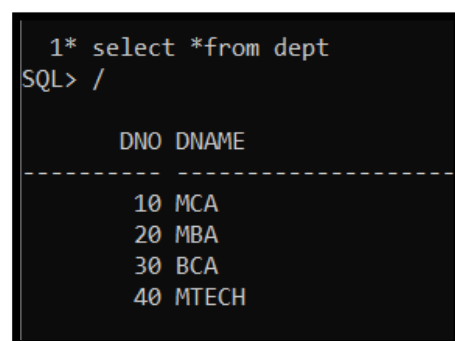 1* select *from dept
SQL> /
DNO DNAME
---------- --------------------
10 MCA
20 MBA
30 BCA
40 MTECH